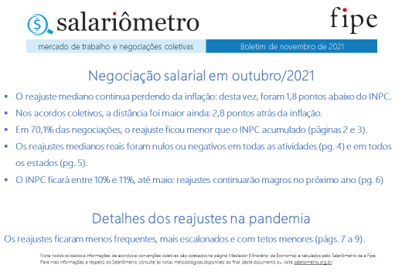 salariômetro
fipe
mercado de trabalho e negociações coletivas
Boletim de novembro de 2021
Negociação salarial em outubro/2021
• O reajuste mediano continua perdendo da inflação: desta vez, foram 1,8 pontos abaixo do INPC.
• Nos acordos coletivos, a distância foi maior ainda: 2,8 pontos atrás da inflação.
• Em 70,1% das negociações, o reajuste ficou menor que o INPC acumulado (páginas 2 e 3).
• Os reajustes medianos reais foram nulos ou negativos em todas as atividades (pg. 4) e em todos
os estados (pg. 5).
• O INPC ficará entre 10% e 11%, até maio: reajustes continuarão magros no próximo ano (pg. 6)
Detalhes dos reajustes na pandemia
Os reajustes ficaram menos frequentes, mais escalonados e com tetos menores (págs. 7 a 9).
Nota: todos os dados e informações de acordos e convenções coletivas são coletados na página Mediador (Ministério da Economia) e tabulados pelo Salariômetro da Fipe.
Para mais informações a respeito do Salariômetro, consulte as notas metodológicas disponíveis ao final deste documento ou visite salariometro.org.br.